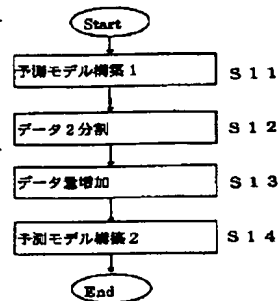 Start
予測モデル構築1 S11
データ2分割 S12
データ量増加 S13
予測モデル構築2 S14
End